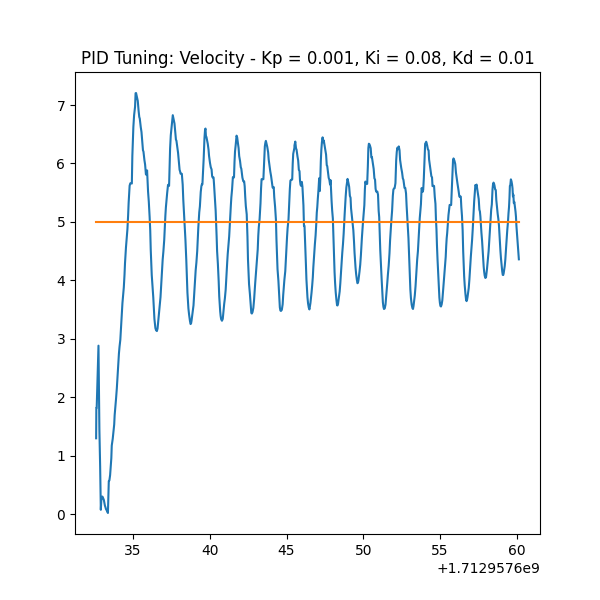 PID Tuning: Velocity - Kp = 0.001, Ki = 0.08, Kd = 0.01
7
6
5
4
3
2
1
0
35 40 45 50 55 60
+1.7129576e9